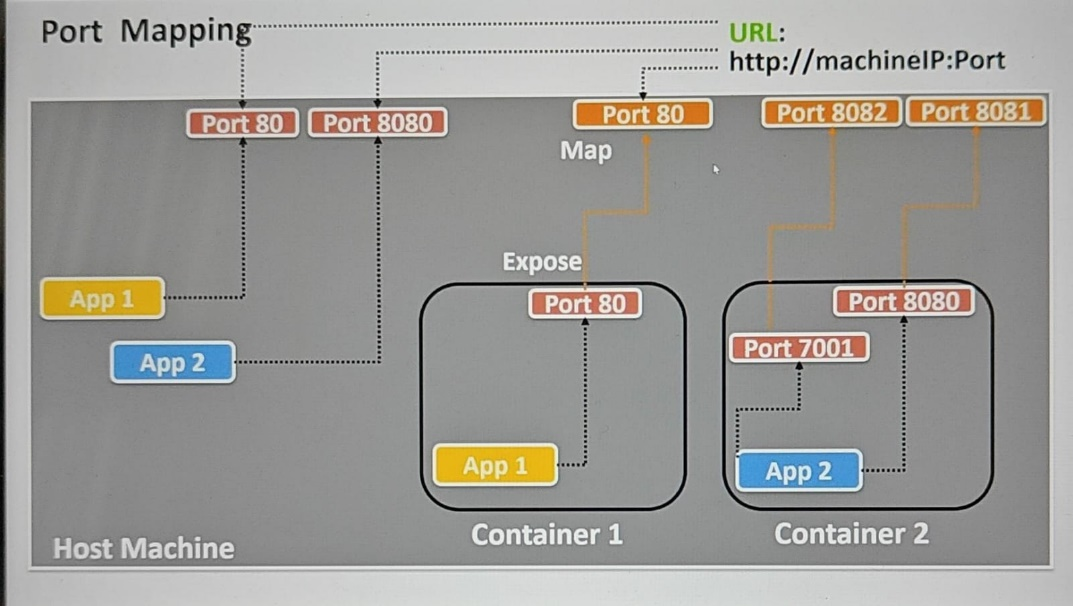 Port Mapping
URL:
http://machineIP:Port
Port 80
Port 8080
Port 80
Port 8082
Port 8081
Map
Expose
App 1
App 2
Port 80
Port 8080
Port 7001
App 1
App 2
Container 1
Container 2
Host Machine